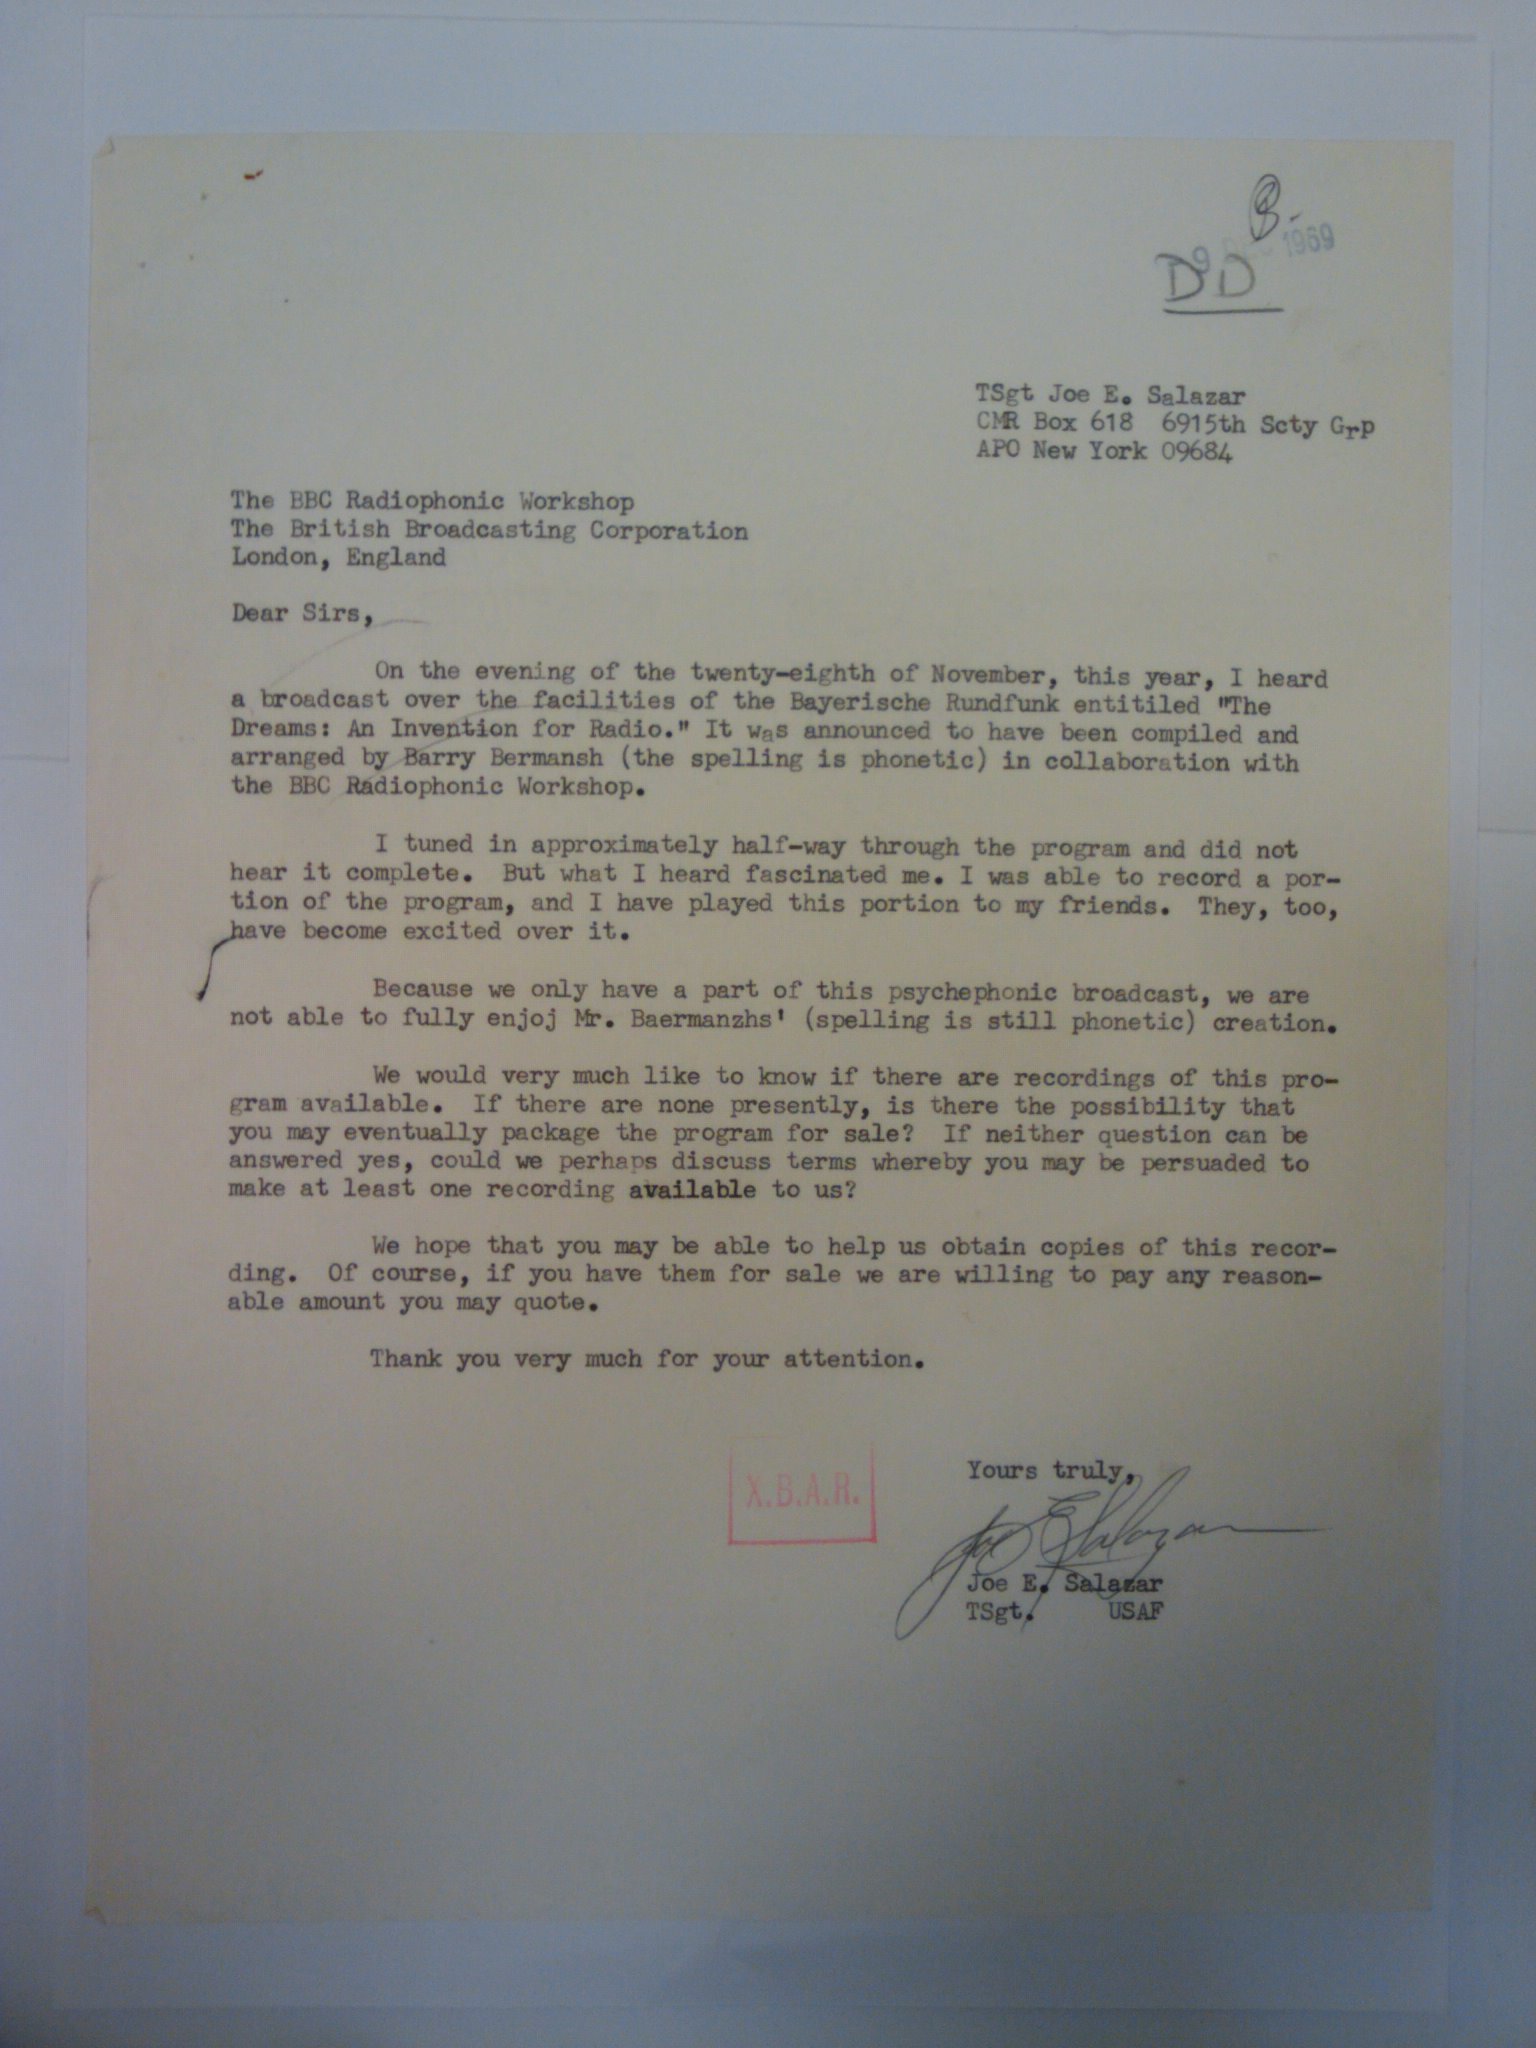 DD
9 DEC 1969
TSgt Joe E. Salazar
CMR Box 618 6915th Scty Grp
APO New York 09684
The BBC Radiophonic Workshop
The British Broadcasting Corporation
London, England
Dear Sirs,
On the evening of the twenty-eighth of November, this year, I heard
a broadcast over the facilities of the Bayerische Rundfunk entitiled "The
Dreams: An Invention for Radio." It was announced to have been compiled and
arranged by Barry Bermansh (the spelling is phonetic) in collaboration with
the BBC Radiophonic Workshop.
I tuned in approximately half-way through the program and did not
hear it complete. But what I heard fascinated me. I was able to record a por-
tion of the program, and I have played this portion to my friends. They, too,
have become excited over it.
Because we only have a part of this psychephonic broadcast, we are
not able to fully enjoj Mr. Baermanzhs' (spelling is still phonetic) creation.
We would very much like to know if there are recordings of this pro-
gram available. If there are none presently, is there the possibility that
you may eventually package the program for sale? If neither question can be
answered yes, could we perhaps discuss terms whereby you may be persuaded to
make at least one recording available to us?
We hope that you may be able to help us obtain copies of this recor-
ding. Of course, if you have them for sale we are willing to pay any reason-
able amount you may quote.
Thank you very much for your attention.
Yours truly,
X.B.A.R.
Joe E Salazar
Joe E. Salazar
TSgt. USAF